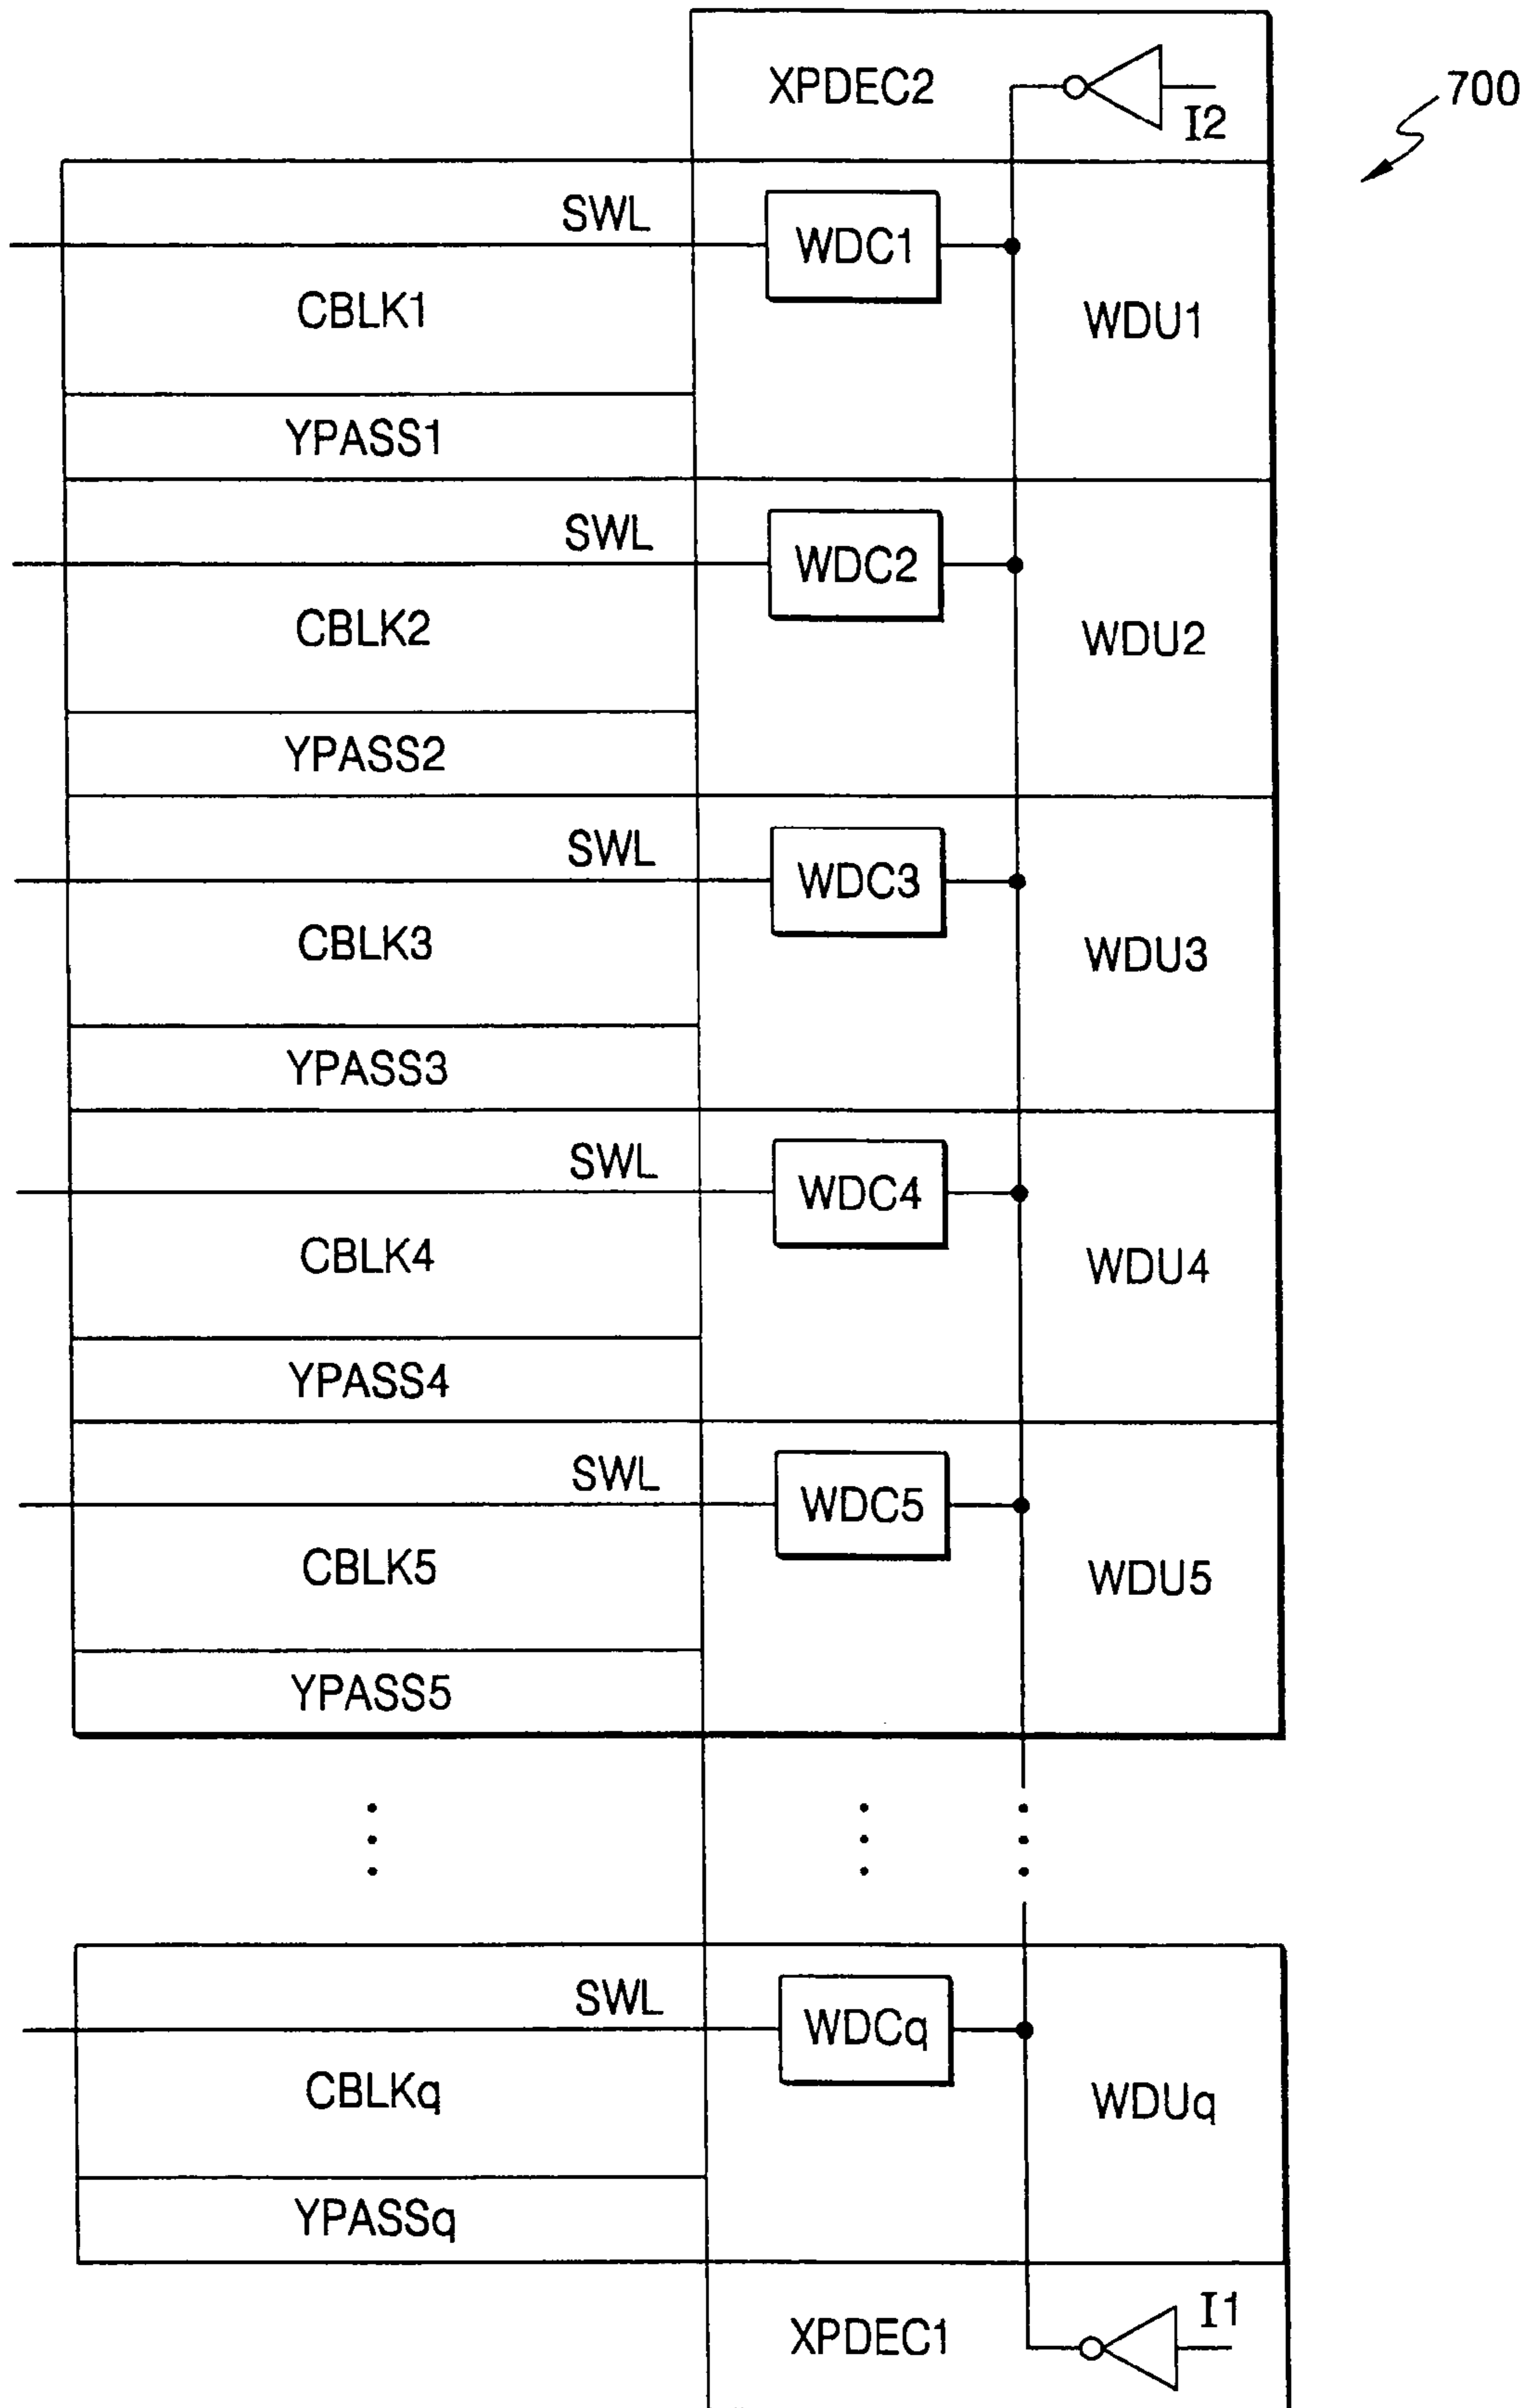 XPDEC2
I2
700
SWL
WDC1
CBLK1
WDU1
YPASS1
SWL
WDC2
CBLK2
WDU2
YPASS2
SWL
WDC3
CBLK3
WDU3
YPASS3
SWL
WDC4
CBLK4
WDU4
YPASS4
SWL
WDC5
CBLK5
WDU5
YPASS5
SWL
WDCq
CBLKq
WDUq
YPASSq
XPDEC1
I1